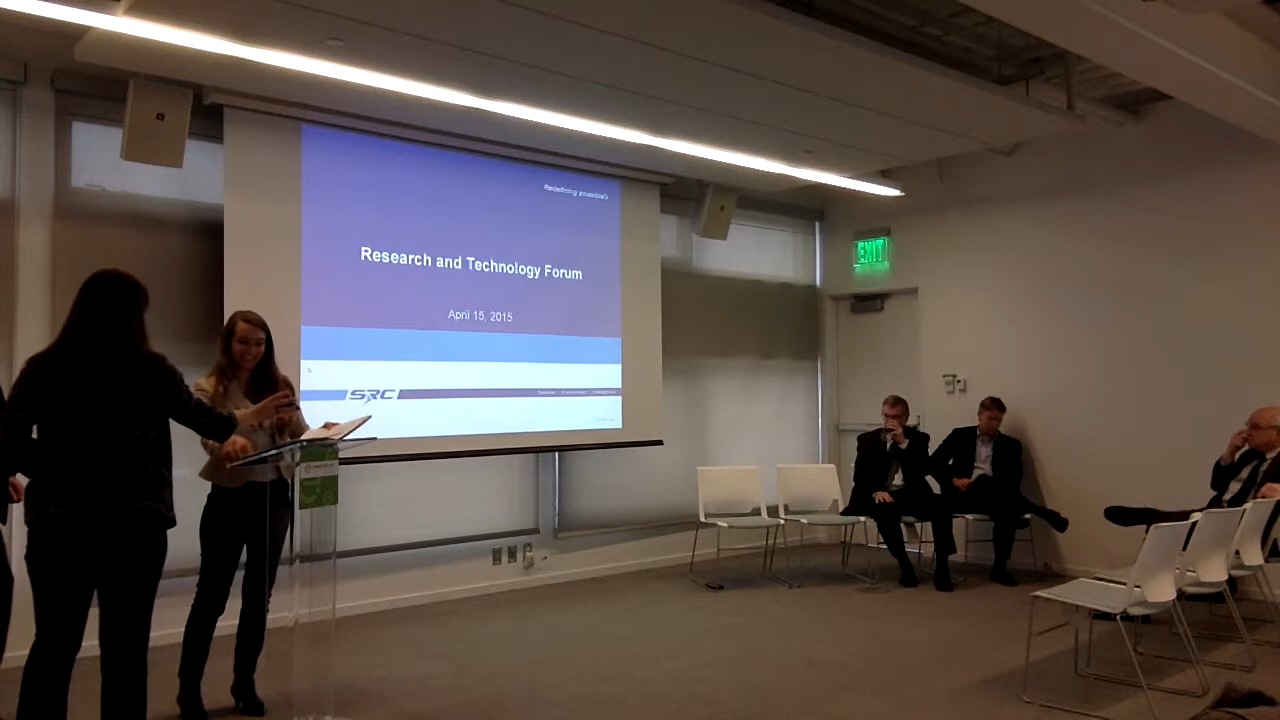 Redefining possible
Research and Technology Forum
April 15, 2015
SRC
EXIT